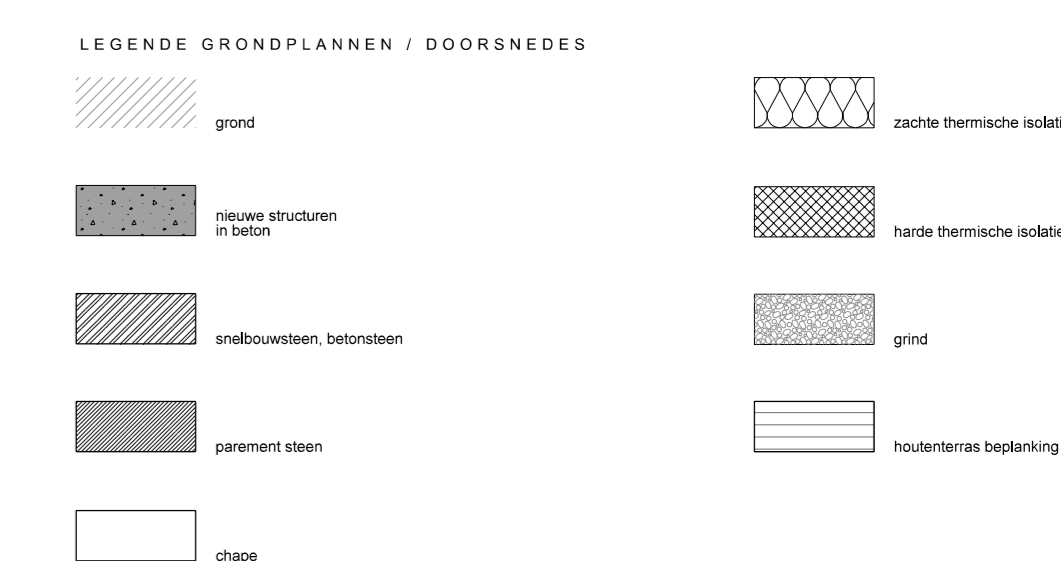 LEGENDE GRONDPLANNEN / DOORSNEDES
grond
nieuwe structuren
in beton
snelbouwsteen, betonsteen
parement steen
chape
zachte thermische isolati
harde thermische isolatie
grind
houtenterras beplanking